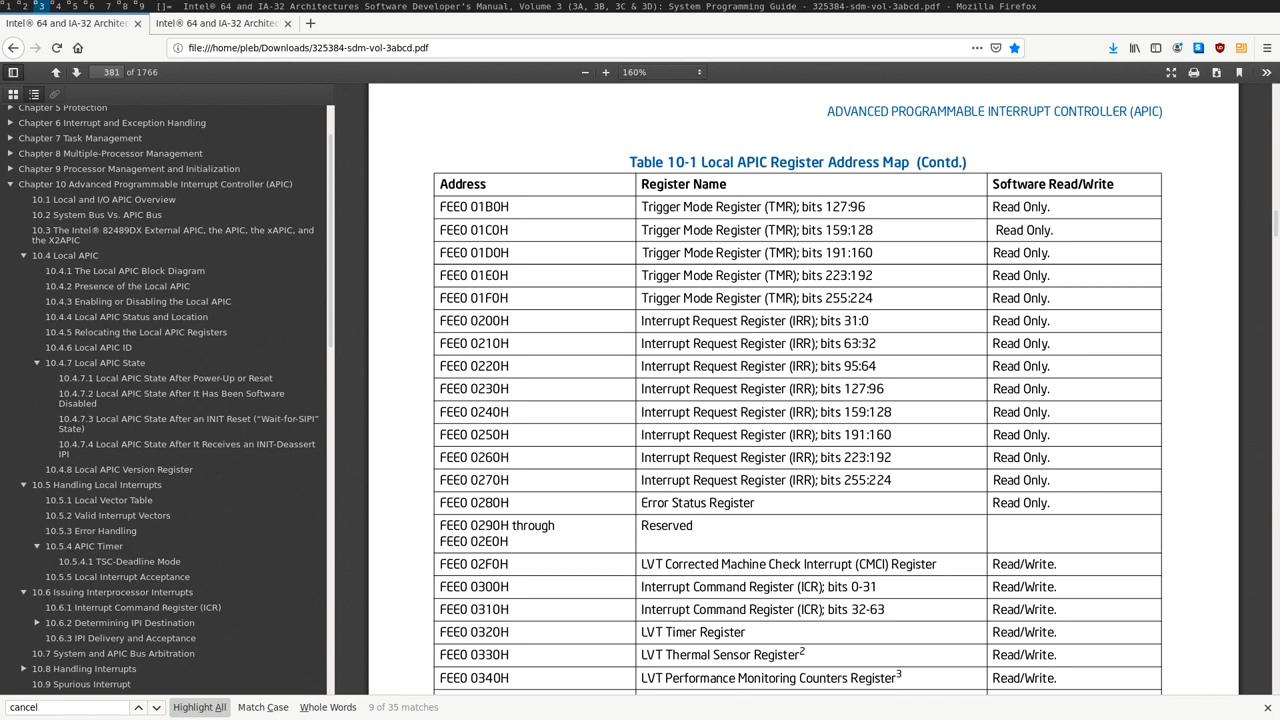 1 2 3 4 5 6 7 8 9 []= Intel® 64 and IA-32 Architectures Software Developer's Manual, Volume 3 (3A, 3B, 3C & 3D): System Programming Guide - 325384-sdm-vol-3abcd.pdf - Mozilla Firefox
Intel® 64 and IA-32 Architec
Intel® 64 and IA-32 Architec
file:///home/pleb/Downloads/325384-sdm-vol-3abcd.pdf
381 of 1766
160%
Chapter 5 Protection
Chapter 6 Interrupt and Exception Handling
Chapter 7 Task Management
Chapter 8 Multiple-Processor Management
Chapter 9 Processor Management and Initialization
Chapter 10 Advanced Programmable Interrupt Controller (APIC)
10.1 Local and I/O APIC Overview
10.2 System Bus Vs. APIC Bus
10.3 The Intel® 82489DX External APIC, the APIC, the xAPIC, and
the X2APIC
10.4 Local APIC
10.4.1 The Local APIC Block Diagram
10.4.2 Presence of the Local APIC
10.4.3 Enabling or Disabling the Local APIC
10.4.4 Local APIC Status and Location
10.4.5 Relocating the Local APIC Registers
10.4.6 Local APIC ID
10.4.7 Local APIC State
10.4.7.1 Local APIC State After Power-Up or Reset
10.4.7.2 Local APIC State After It Has Been Software
Disabled
10.4.7.3 Local APIC State After an INIT Reset (“Wait-for-SIPI”
State)
10.4.7.4 Local APIC State After It Receives an INIT-Deassert
IPI
10.4.8 Local APIC Version Register
10.5 Handling Local Interrupts
10.5.1 Local Vector Table
10.5.2 Valid Interrupt Vectors
10.5.3 Error Handling
10.5.4 APIC Timer
10.5.4.1 TSC-Deadline Mode
10.5.5 Local Interrupt Acceptance
10.6 Issuing Interprocessor Interrupts
10.6.1 Interrupt Command Register (ICR)
10.6.2 Determining IPI Destination
10.6.3 IPI Delivery and Acceptance
10.7 System and APIC Bus Arbitration
10.8 Handling Interrupts
10.9 Spurious Interrupt
ADVANCED PROGRAMMABLE INTERRUPT CONTROLLER (APIC)
Table 10-1 Local APIC Register Address Map (Contd.)
Address Register Name Software Read/Write
FEE0 01B0H Trigger Mode Register (TMR); bits 127:96 Read Only.
FEE0 01C0H Trigger Mode Register (TMR); bits 159:128 Read Only.
FEE0 01D0H Trigger Mode Register (TMR); bits 191:160 Read Only.
FEE0 01E0H Trigger Mode Register (TMR); bits 223:192 Read Only.
FEE0 01F0H Trigger Mode Register (TMR); bits 255:224 Read Only.
FEE0 0200H Interrupt Request Register (IRR); bits 31:0 Read Only.
FEE0 0210H Interrupt Request Register (IRR); bits 63:32 Read Only.
FEE0 0220H Interrupt Request Register (IRR); bits 95:64 Read Only.
FEE0 0230H Interrupt Request Register (IRR); bits 127:96 Read Only.
FEE0 0240H Interrupt Request Register (IRR); bits 159:128 Read Only.
FEE0 0250H Interrupt Request Register (IRR); bits 191:160 Read Only.
FEE0 0260H Interrupt Request Register (IRR); bits 223:192 Read Only.
FEE0 0270H Interrupt Request Register (IRR); bits 255:224 Read Only.
FEE0 0280H Error Status Register Read Only.
FEE0 0290H through Reserved
FEE0 02E0H
FEE0 02F0H LVT Corrected Machine Check Interrupt (CMCI) Register Read/Write.
FEE0 0300H Interrupt Command Register (ICR); bits 0-31 Read/Write.
FEE0 0310H Interrupt Command Register (ICR); bits 32-63 Read/Write.
FEE0 0320H LVT Timer Register Read/Write.
FEE0 0330H LVT Thermal Sensor Register2 Read/Write.
FEE0 0340H LVT Performance Monitoring Counters Register3 Read/Write.
cancel Highlight All Match Case Whole Words 9 of 35 matches